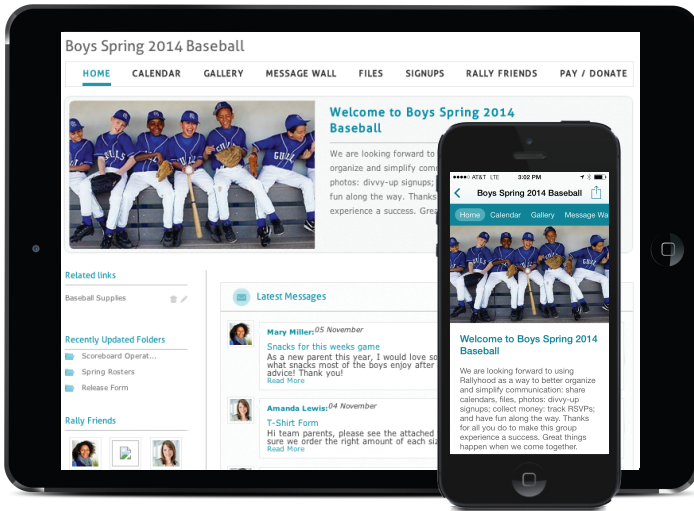 Boys Spring 2014 Baseball
HOME CALENDAR GALLERY MESSAGE WALL FILES SIGNUPS RALLY FRIENDS PAY / DONATE
Welcome to Boys Spring 2014
Baseball
We are looking forward to
organize and simplify com
photos: divvy-up signups;
fun along the way. Thanks
experience a success. Grea
GULLS
Related links
Baseball Supplies
Recently Updated Folders
Scoreboard Operat...
Spring Rosters
Release Form
Rally Friends
Latest Messages
Mary Miller: 05 November
Snacks for this weeks game
As a new parent this year, I would love so
what snacks most of the boys enjoy after
advice! Thank you!
Read More
Amanda Lewis: 04 November
T-Shirt Form
Hi team parents, please see the attached
sure we order the right amount of each siz
Read More
AT&T LTE 3:02 PM
Boys Spring 2014 Baseball
Home Calendar Gallery Message Wa
Welcome to Boys Spring 2014
Baseball
We are looking forward to using
Rallyhood as a way to better organize
and simplify communication: share
calendars, files, photos: divvy-up
signups; collect money: track RSVPs;
and have fun along the way. Thanks
for all you do to make this group
experience a success. Great things
happen when we come together.